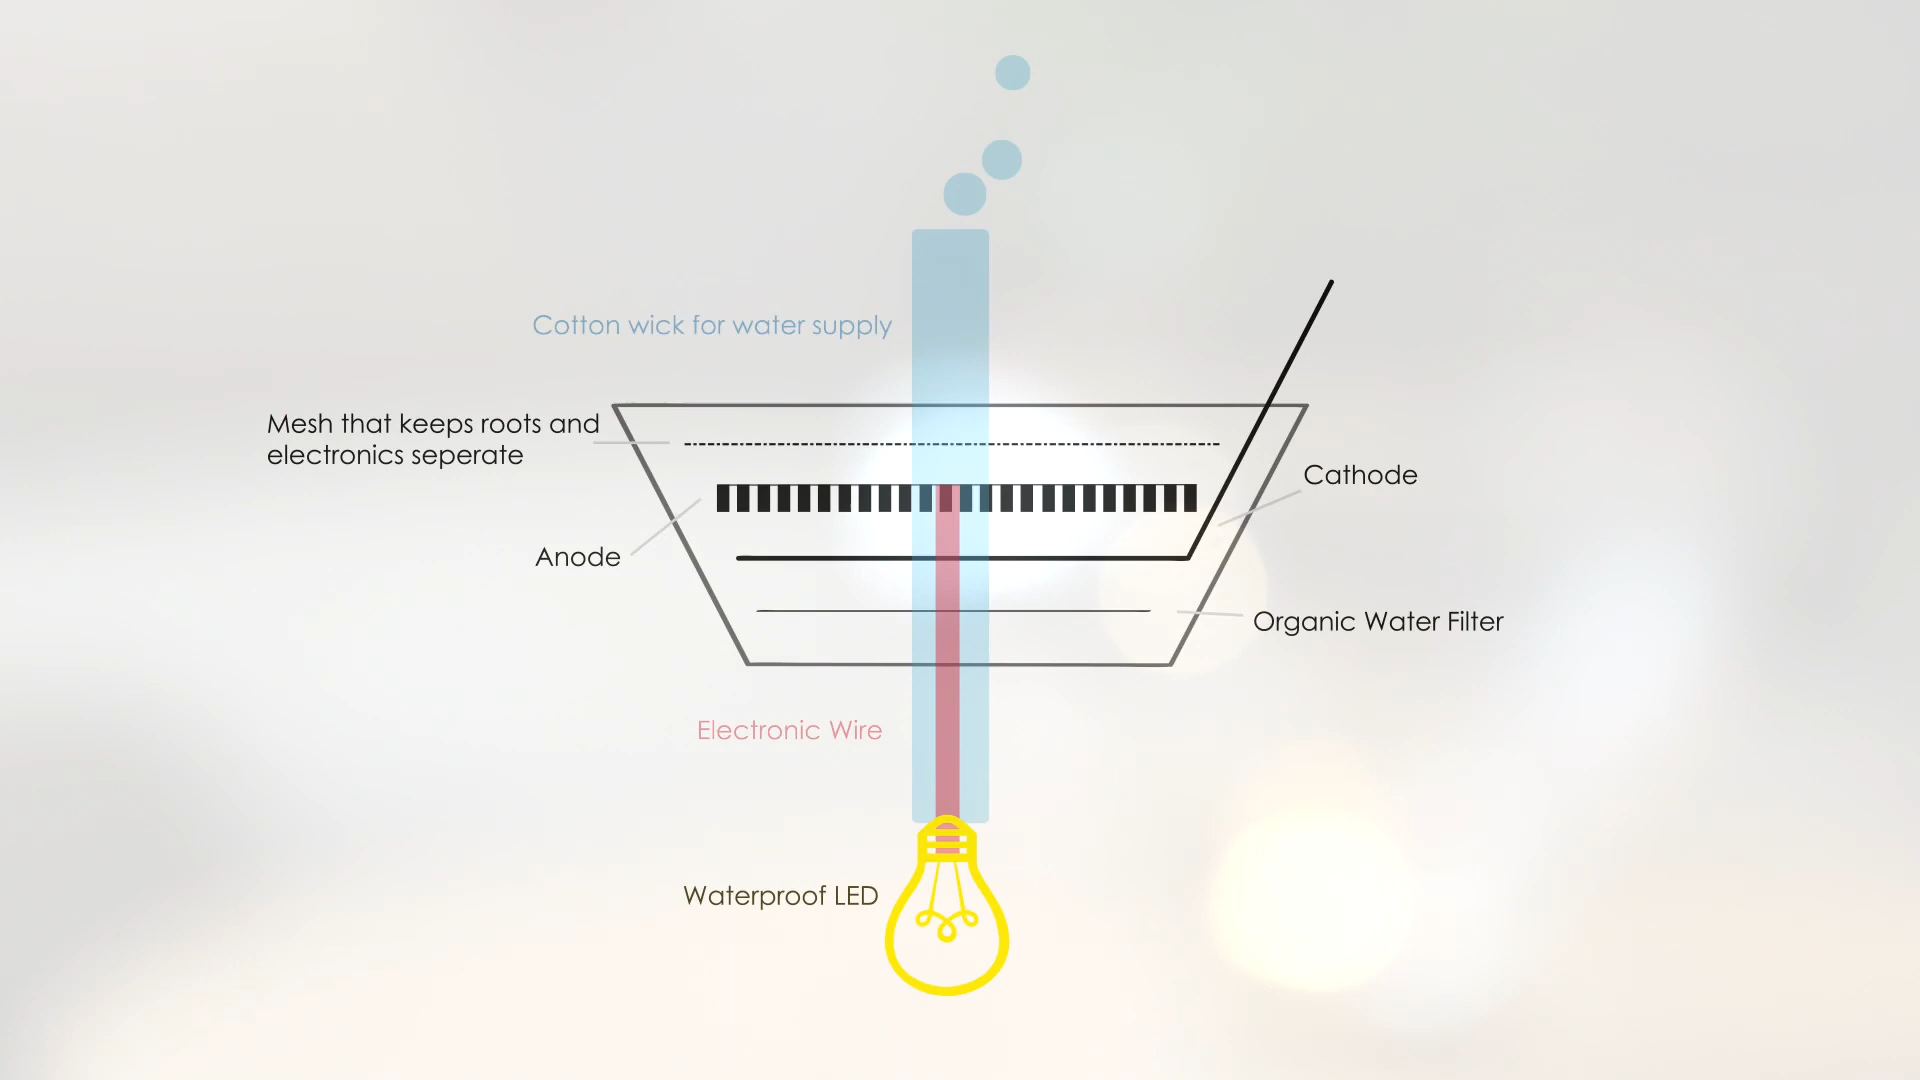 Cotton wick for water supply
Mesh that keeps roots and
electronics seperate
Cathode
Anode
Organic Water Filter
Electronic Wire
Waterproof LED